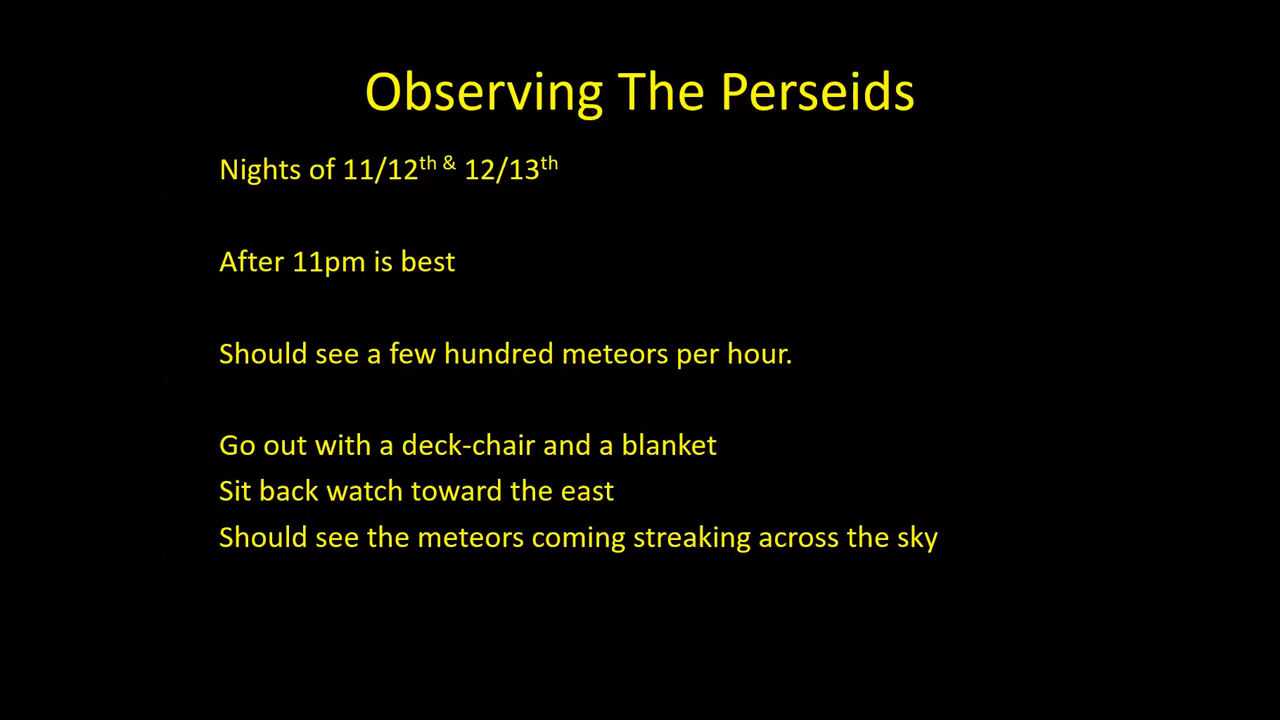 Observing The Perseids
Nights of 11/12th & 12/13th
After 11pm is best
Should see a few hundred meteors per hour.
Go out with a deck-chair and a blanket
Sit back watch toward the east
Should see the meteors coming streaking across the sky